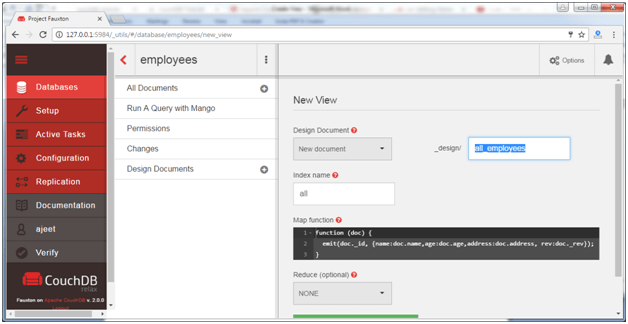 Project Fauxton
127.0.0.1:5984/_utils/#/database/employees/new_view
employees
Options
Databases
Setup
Active Tasks
Configuration
Replication
Documentation
ajeet
Verify
CouchDB
relax
Fauxton on Apache CouchDB v. 2.0.0
All Documents
Run A Query with Mango
Permissions
Changes
Design Documents
New View
Design Document
New document
_design/
all_employees
Index name
all
Map function
1 function (doc) {
2 emit(doc._id, {name:doc.name,age:doc.age,address:doc.address, rev:doc._rev});
3 }
Reduce (optional)
NONE